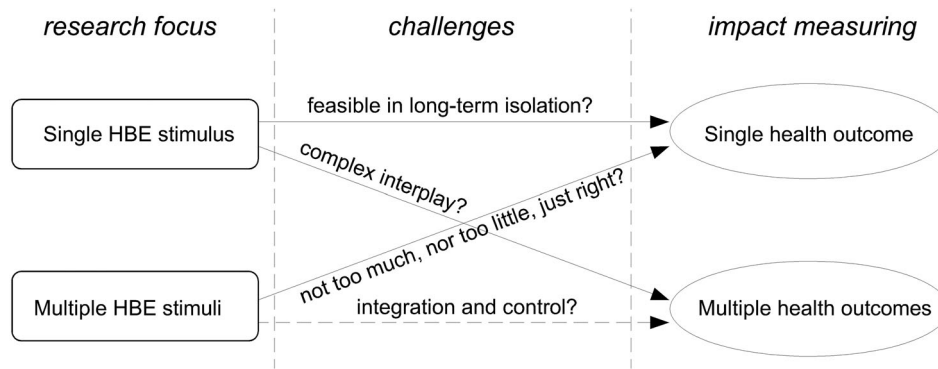 research focus
challenges
impact measuring
Single HBE stimulus
feasible in long-term isolation?
Single health outcome
complex interplay?
not too much, nor too little, just right?
Multiple HBE stimuli
integration and control?
Multiple health outcomes